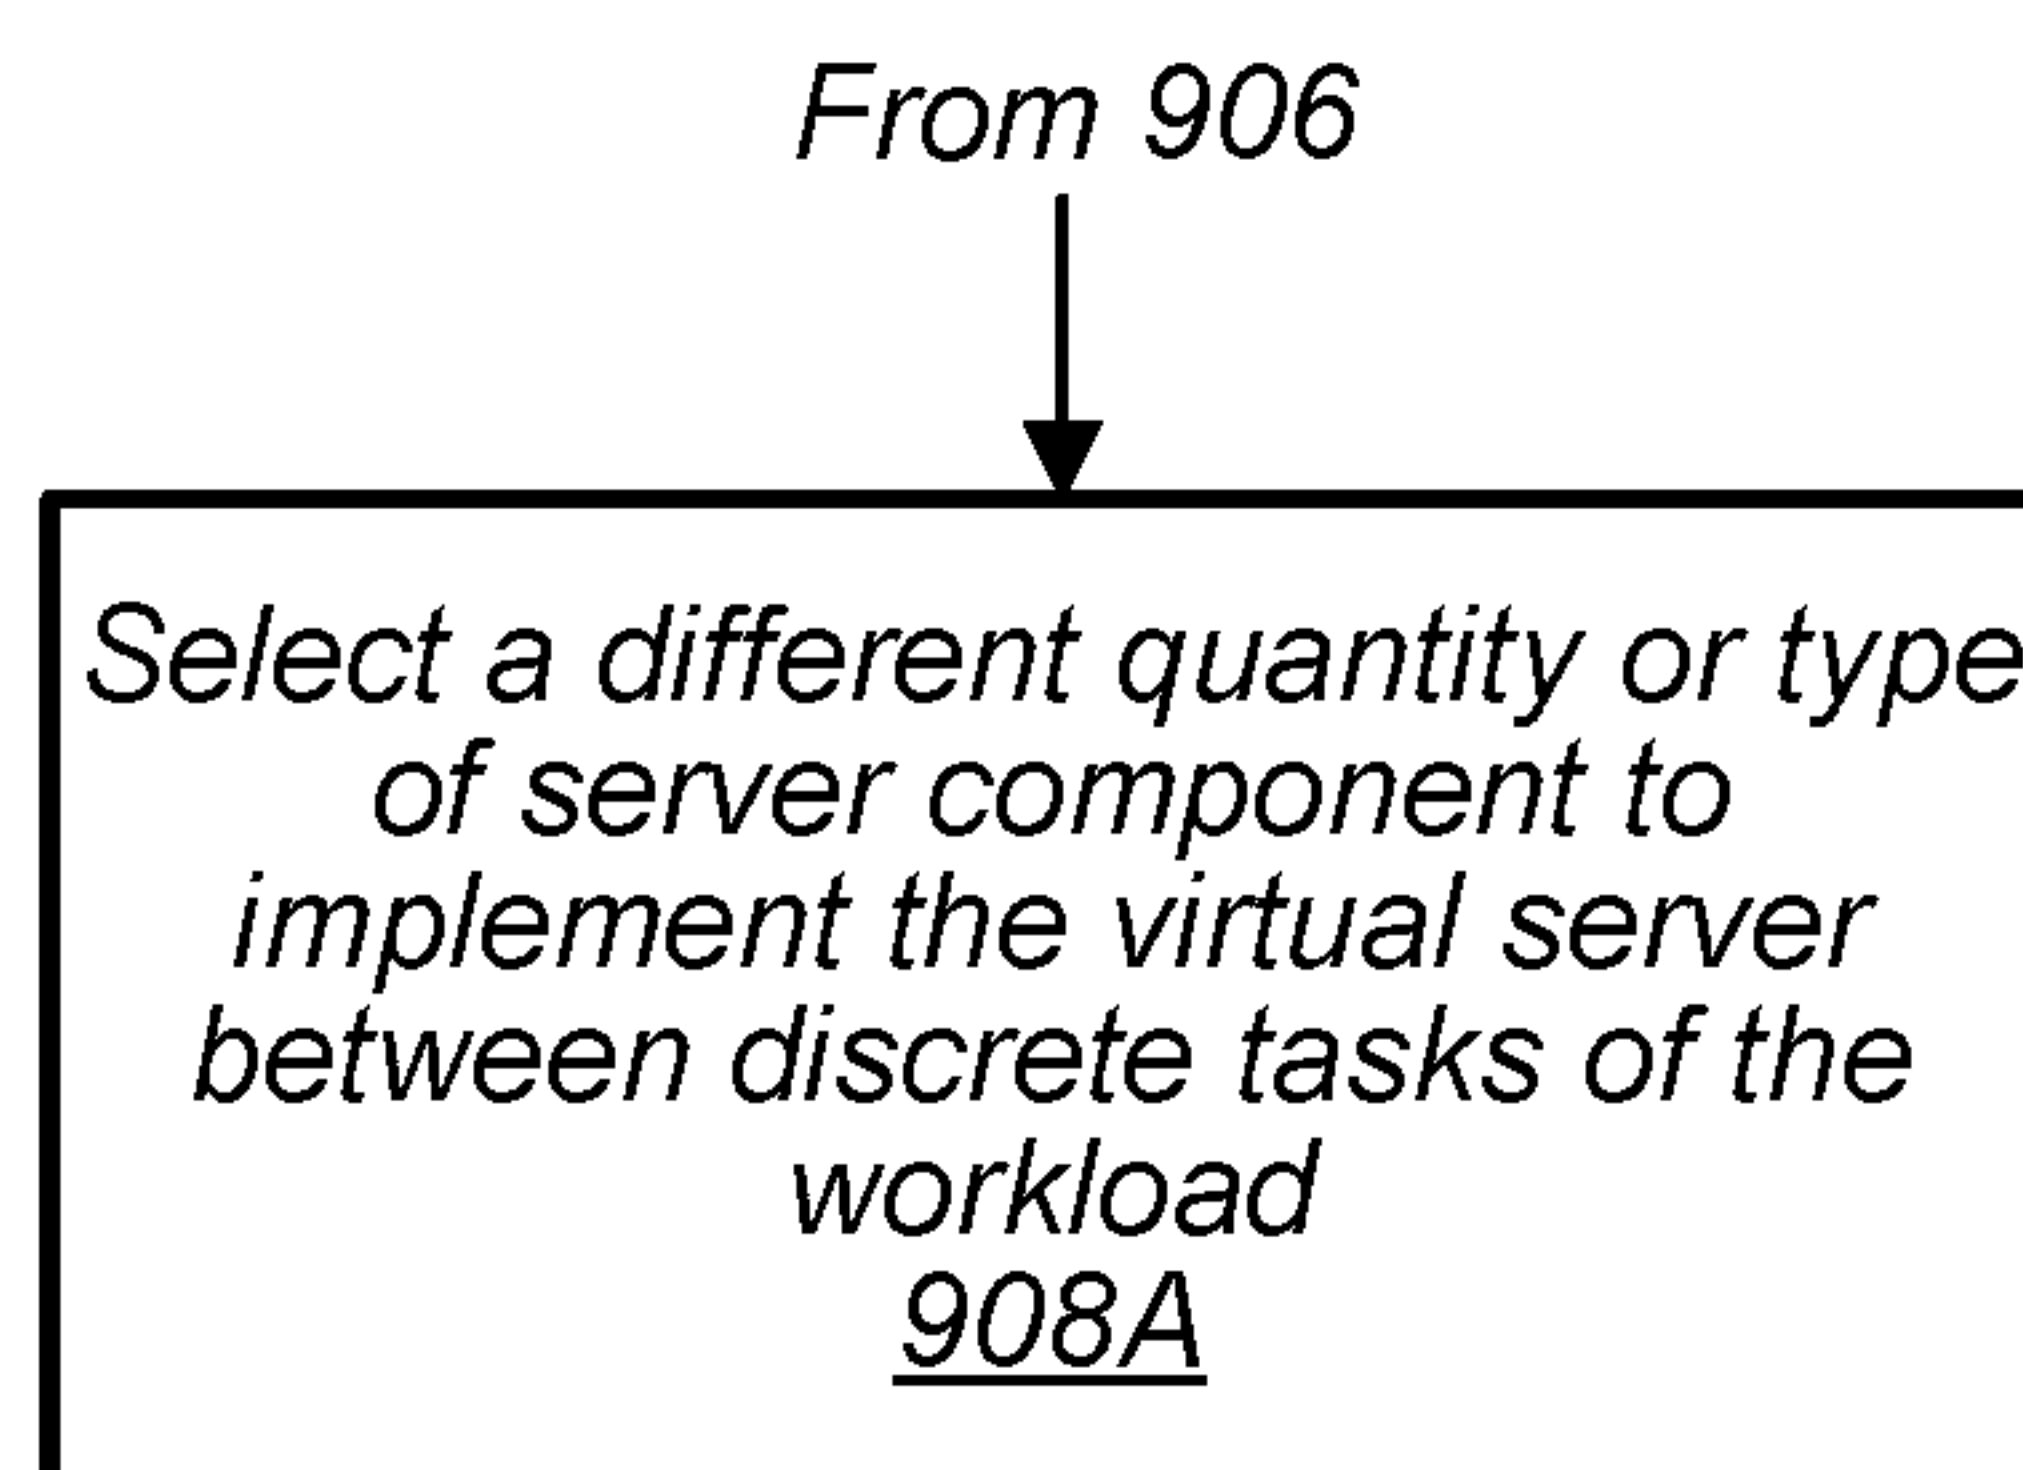 From 906
Select a different quantity or type
of server component to
implement the virtual server
between discrete tasks of the
workload
908A